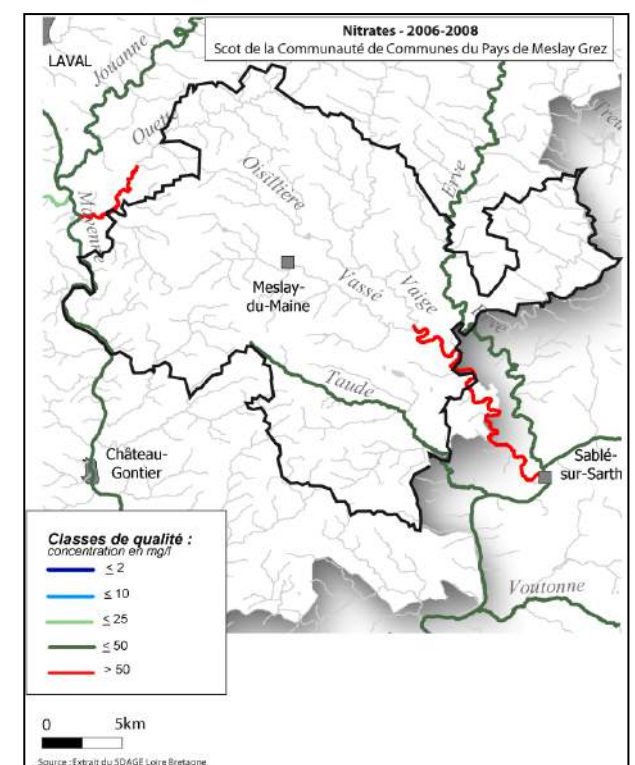 Nitrates - 2006-2008
Scot de la Communauté de Communes du Pays de Meslay Grez
LAVAL
Jouanne
Ouette
Oisillière
Erve
Mayenne
Meslay-
du-Maine
Vassé
Vaige
Erve
Taude
Château-
Gontier
Sablé-
sur-Sarth
Voutonne
Classes de qualité :
concentration en mg/l
≤ 2
≤ 10
≤ 25
≤ 50
> 50
0 5km
Source : Extrait du SDAGE Loire Bretagne